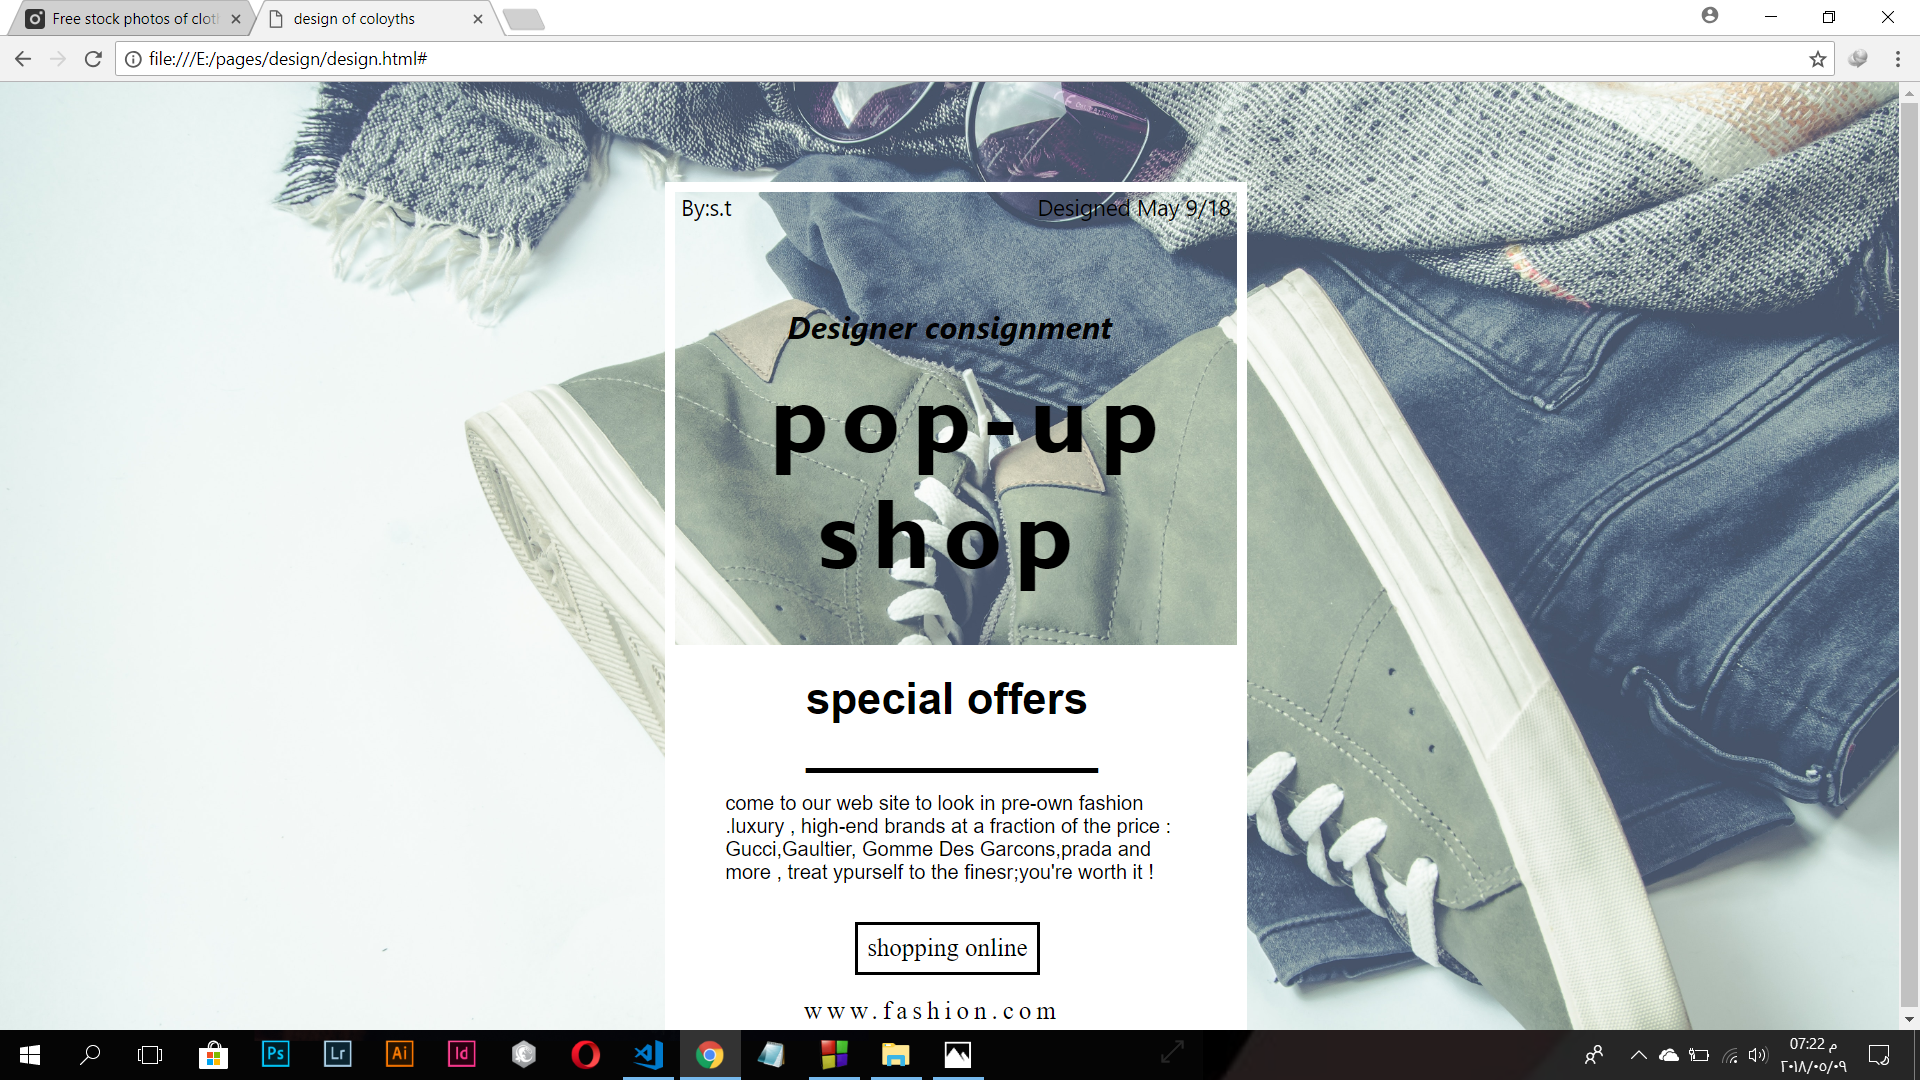 Free stock photos of clot
design of coloyths
file:///E:/pages/design/design.html#
By:s.t
Designed May 9/18
Designer consignment
pop-up
shop
special offers
come to our web site to look in pre-own fashion
.luxury , high-end brands at a fraction of the price :
Gucci,Gaultier, Gomme Des Garcons,prada and
more , treat ypurself to the finesr;you're worth it !
shopping online
www.fashion.com
Ps
Lr
Ai
Id
07:22 م
٢٠١٨/٠٥/٠٩